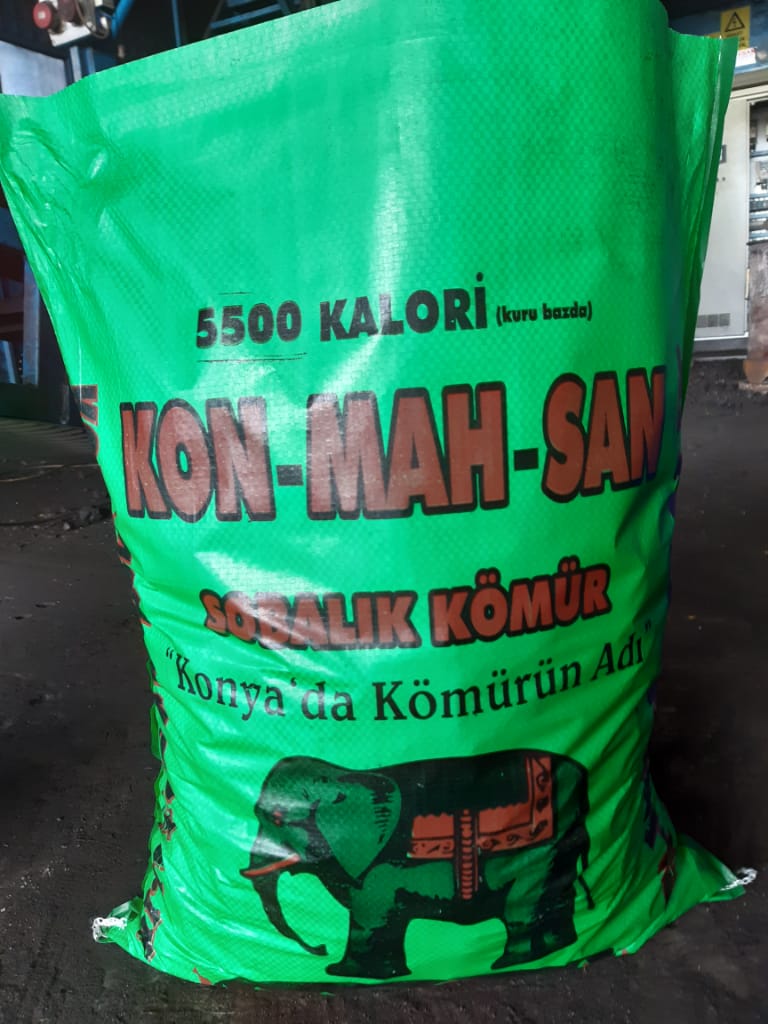 5500 KALORİ (kuru bazda)
KON-MAH-SAN
SOBALIK KÖMÜR
"Konya'da Kömürün Adı"